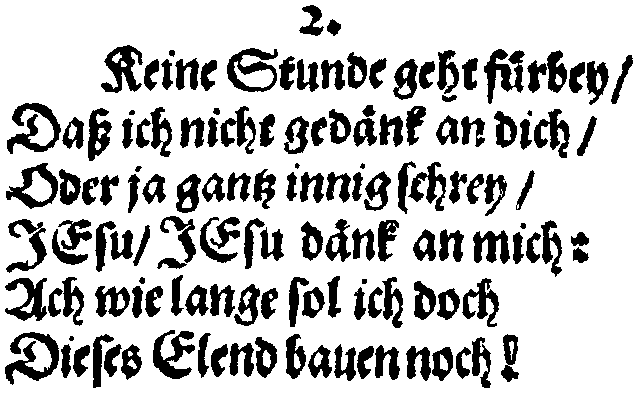 2.
Keine Stunde geht fürbey/
Daß ich nicht gedänk an dich/
Oder ja gantz innig schrey/
JEsu/ JEsu dänk an mich:
Ach wie lange sol ich doch
Dieses Elend bauen noch!